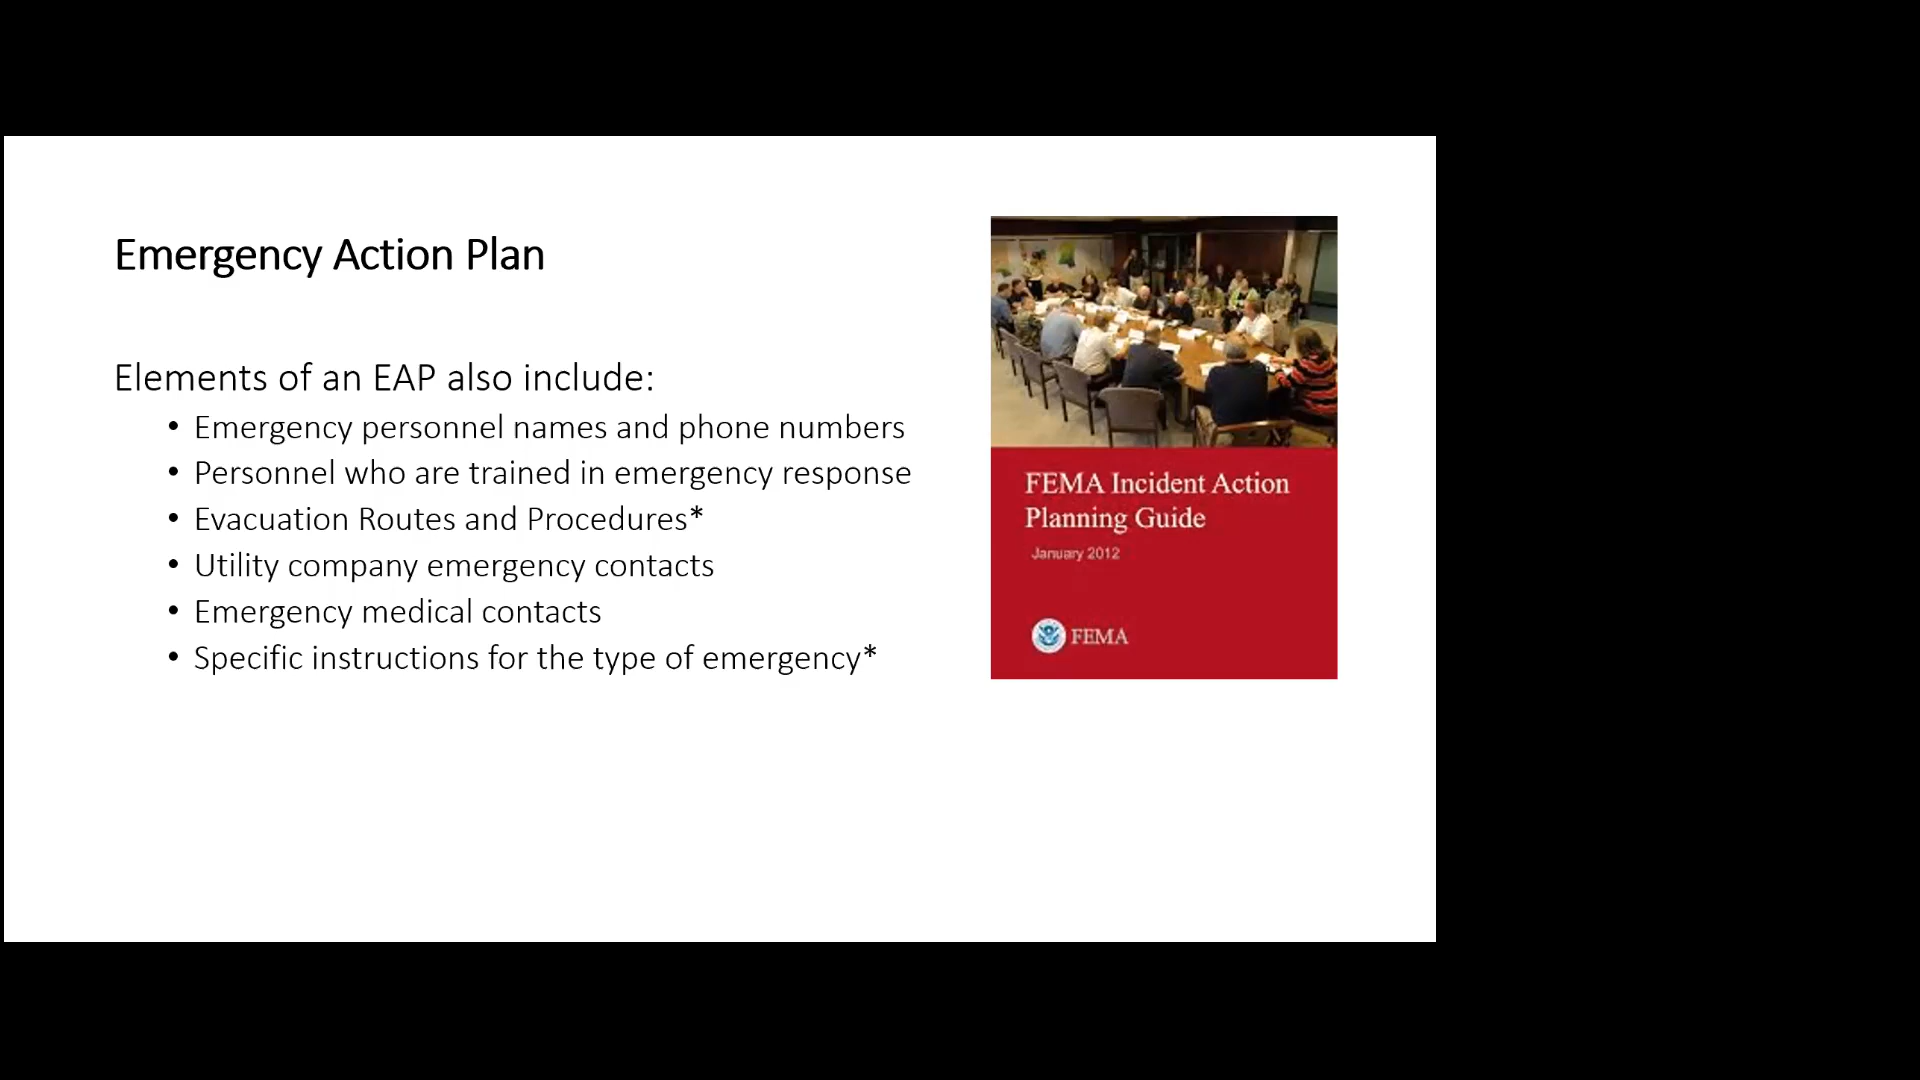 Emergency Action Plan
Elements of an EAP also include:
• Emergency personnel names and phone numbers
• Personnel who are trained in emergency response
• Evacuation Routes and Procedures*
• Utility company emergency contacts
• Emergency medical contacts
• Specific instructions for the type of emergency*
FEMA Incident Action
Planning Guide
January 2012
FEMA